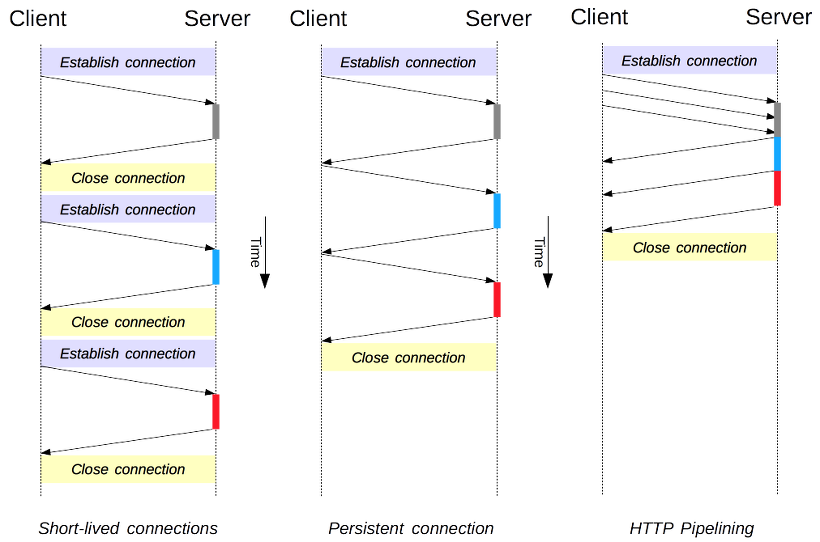 Client Server
Establish connection
Close connection
Establish connection
Close connection
Establish connection
Close connection
Short-lived connections
Time
Client Server
Establish connection
Close connection
Persistent connection
Time
Client Server
Establish connection
Close connection
HTTP Pipelining